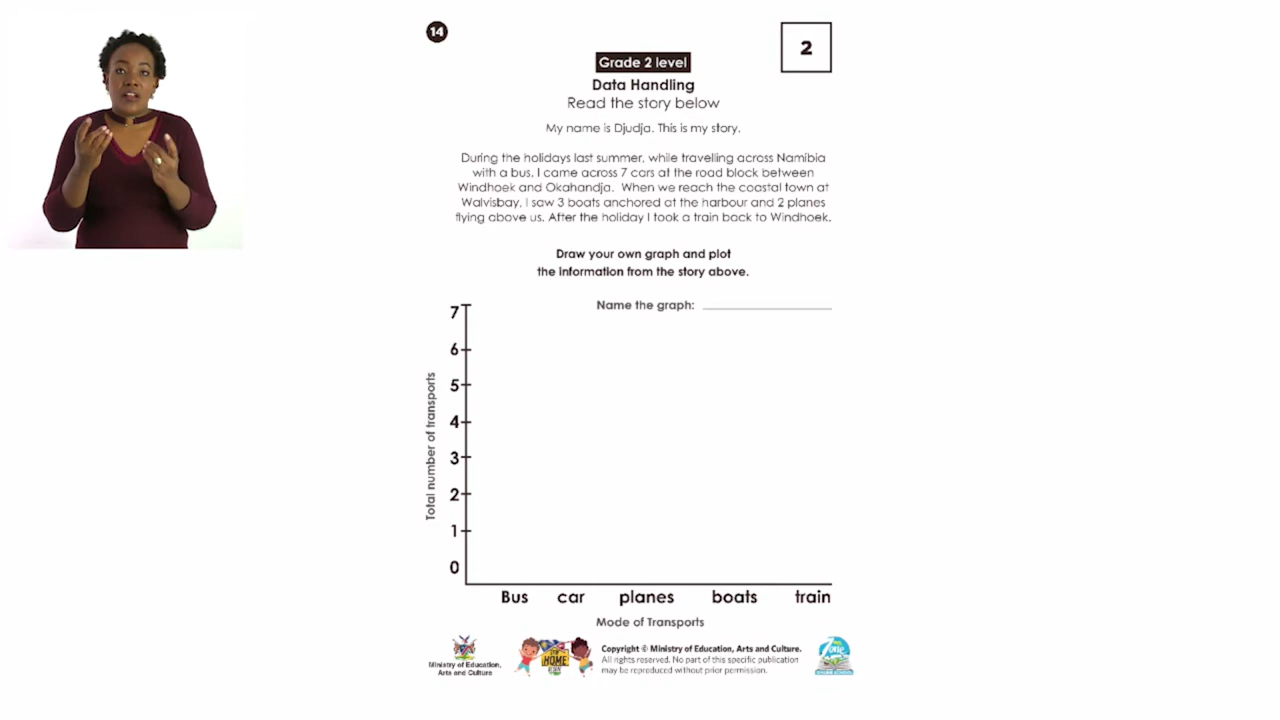 14
2
Grade 2 level
Data Handling
Read the story below
My name is Djudja. This is my story.
During the holidays last summer, while travelling across Namibia
with a bus, I came across 7 cars at the road block between
Windhoek and Okahandja. When we reach the coastal town at
Walvisbay, I saw 3 boats anchored at the harbour and 2 planes
flying above us. After the holiday I took a train back to Windhoek.
Draw your own graph and plot
the information from the story above.
Name the graph:
7
6
5
4
3
2
1
0
Total number of transports
Bus car planes boats train
Mode of Transports
Ministry of Education,
Arts and Culture
STAY
HOME
Copyright © Ministry of Education, Arts and Culture.
All rights reserved. No part of this specific publication
may be reproduced without prior permission.
Zone